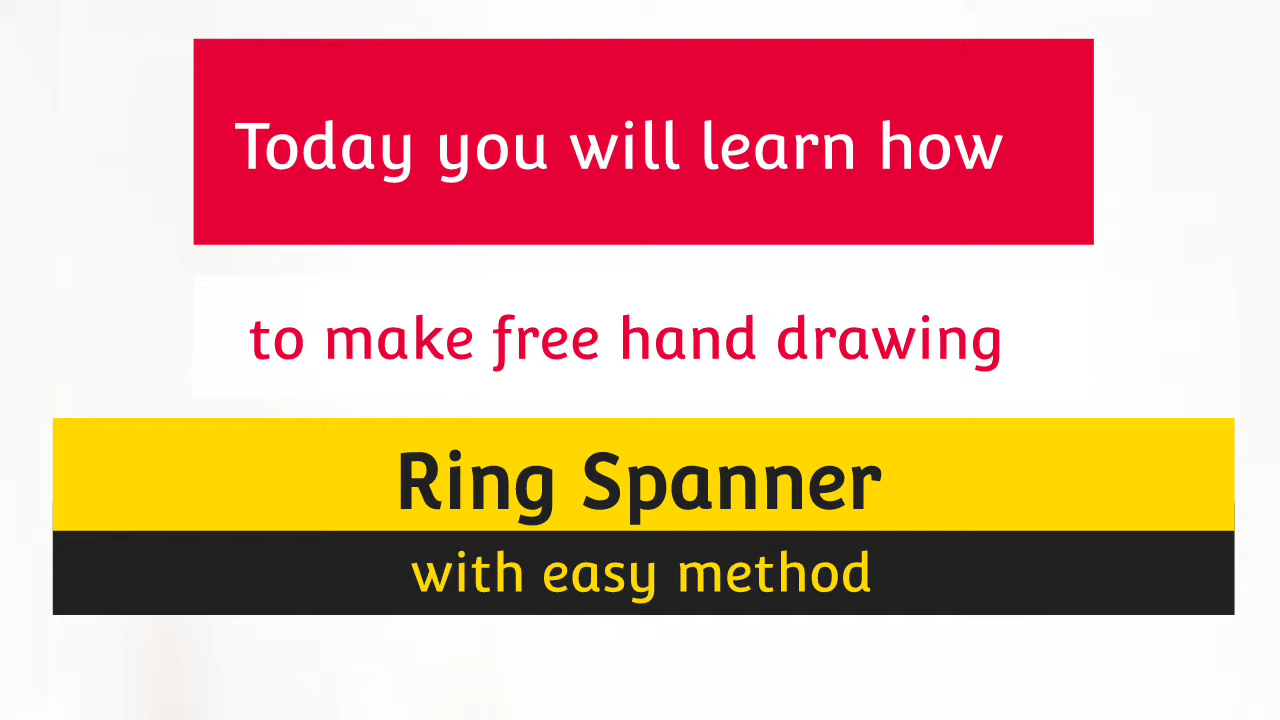 Today you will learn how
to make free hand drawing
Ring Spanner
with easy method